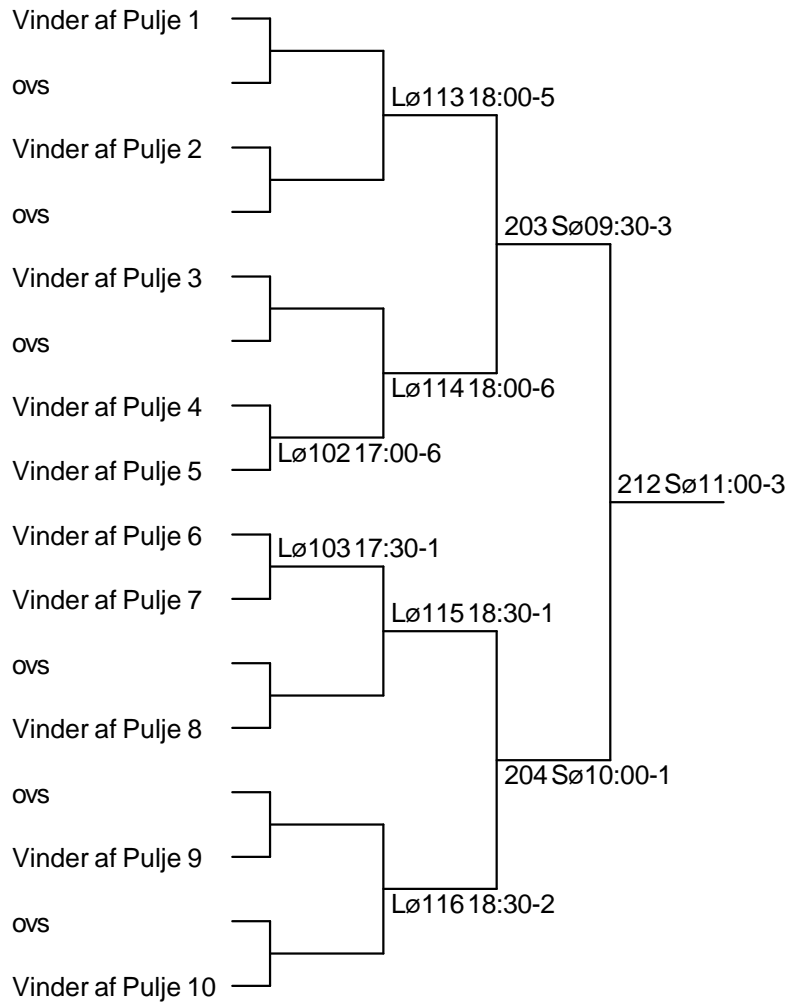 Vinder af Pulje 1
ovs
Lø113 18:00-5
Vinder af Pulje 2
ovs
203 Sø09:30-3
Vinder af Pulje 3
ovs
Lø114 18:00-6
Vinder af Pulje 4
Lø102 17:00-6
Vinder af Pulje 5
212 Sø11:00-3
Vinder af Pulje 6
Lø103 17:30-1
Vinder af Pulje 7
Lø115 18:30-1
ovs
Vinder af Pulje 8
204 Sø10:00-1
ovs
Vinder af Pulje 9
Lø116 18:30-2
ovs
Vinder af Pulje 10